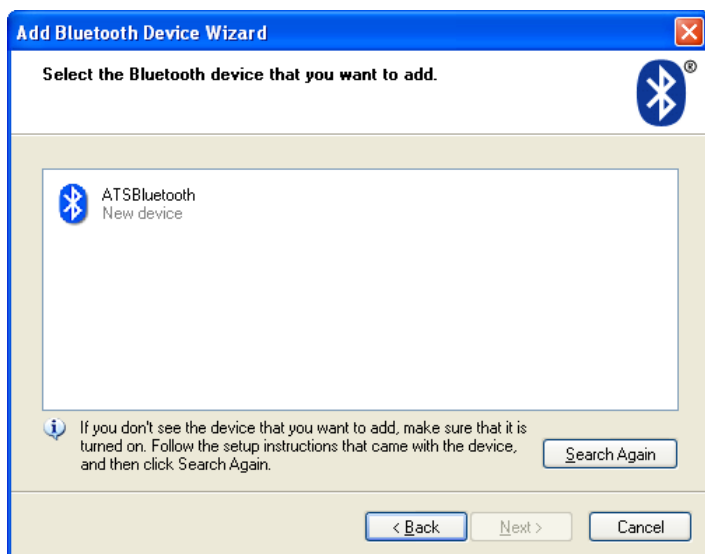 Add Bluetooth Device Wizard
Select the Bluetooth device that you want to add.
®
ATSBluetooth
New device
If you don't see the device that you want to add, make sure that it is
turned on. Follow the setup instructions that came with the device,
and then click Search Again.
Search Again
< Back
Next >
Cancel